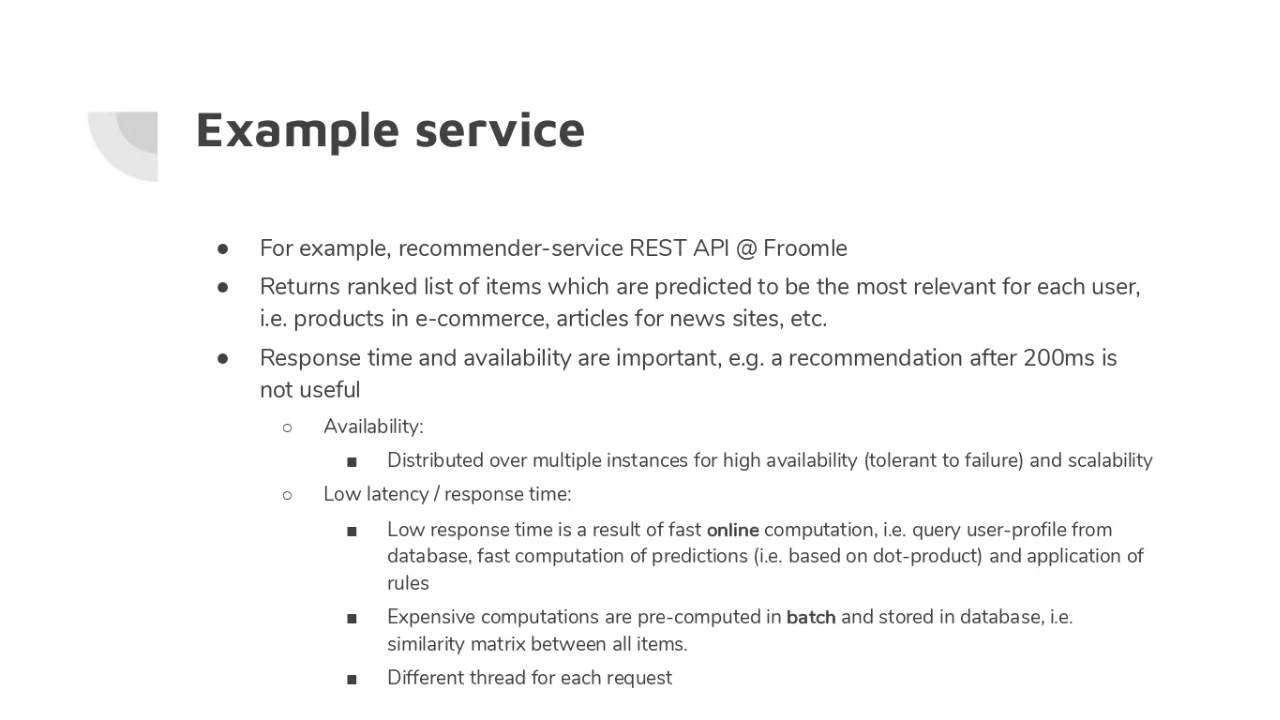 Example service
● For example, recommender-service REST API @ Froomle
● Returns ranked list of items which are predicted to be the most relevant for each user,
i.e. products in e-commerce, articles for news sites, etc.
● Response time and availability are important, e.g. a recommendation after 200ms is
not useful
○ Availability:
■ Distributed over multiple instances for high availability (tolerant to failure) and scalability
○ Low latency / response time:
■ Low response time is a result of fast online computation, i.e. query user-profile from
database, fast computation of predictions (i.e. based on dot-product) and application of
rules
■ Expensive computations are pre-computed in batch and stored in database, i.e.
similarity matrix between all items.
■ Different thread for each request